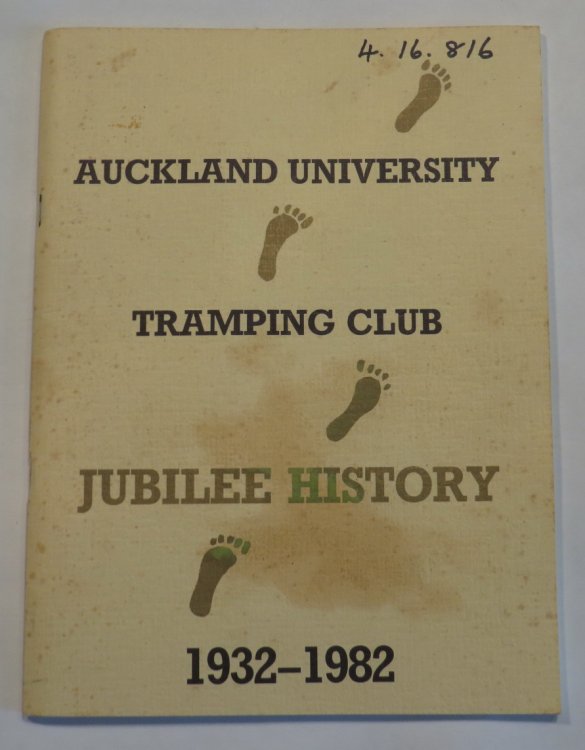 4. 16. 816
AUCKLAND UNIVERSITY
TRAMPING CLUB
JUBILEE HISTORY
1932–1982